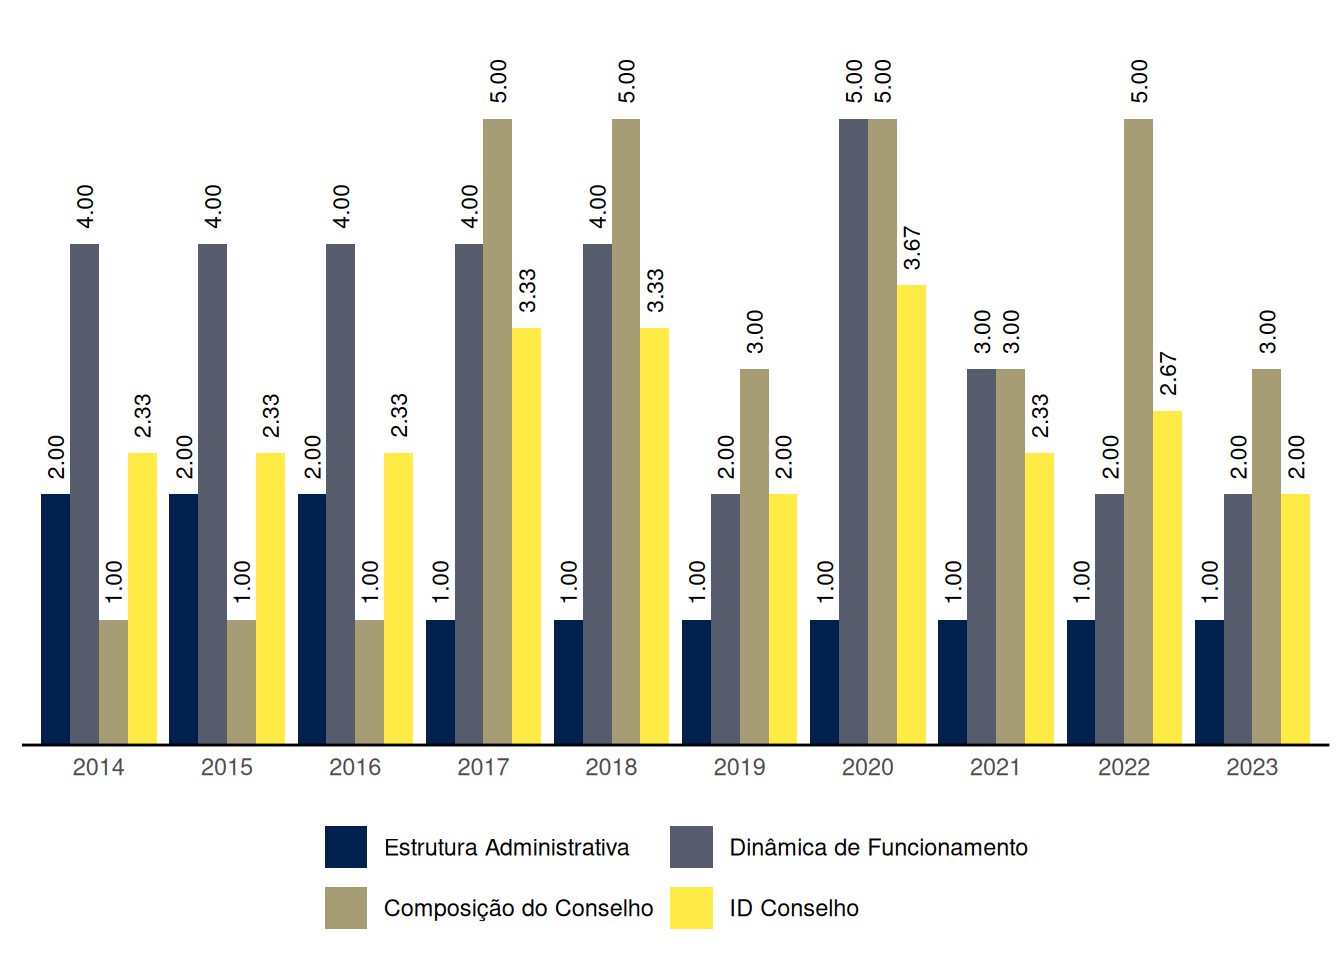 2.00 4.00 1.00 2.33 2.00 4.00 1.00 2.33 2.00 4.00 1.00 2.33 1.00 4.00 5.00 3.33 1.00 4.00 5.00 3.33 1.00 2.00 3.00 2.00 1.00 5.00 5.00 3.67 1.00 3.00 3.00 2.33 1.00 2.00 5.00 2.67 1.00 2.00 3.00 2.00
2014 2015 2016 2017 2018 2019 2020 2021 2022 2023
Estrutura Administrativa Dinâmica de Funcionamento
Composição do Conselho ID Conselho